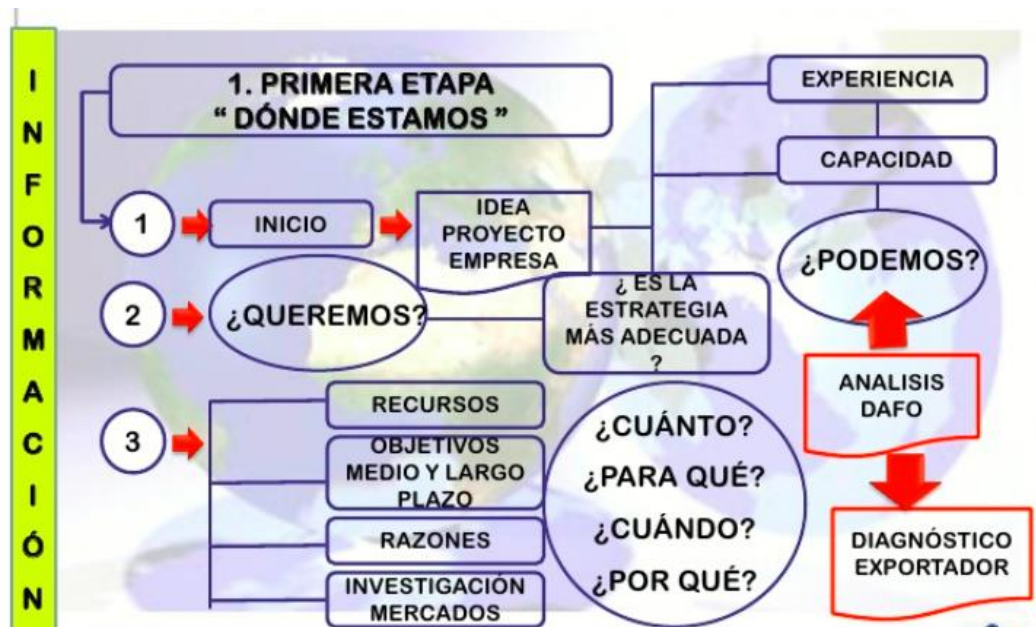 INFORMACIÓN
1. PRIMERA ETAPA
“ DÓNDE ESTAMOS ”
1
INICIO
IDEA
PROYECTO
EMPRESA
EXPERIENCIA
CAPACIDAD
¿PODEMOS?
2
¿QUEREMOS?
¿ ES LA
ESTRATEGIA
MÁS ADECUADA
?
ANALISIS
DAFO
DIAGNÓSTICO
EXPORTADOR
3
RECURSOS
OBJETIVOS
MEDIO Y LARGO
PLAZO
RAZONES
INVESTIGACIÓN
MERCADOS
¿CUÁNTO?
¿PARA QUÉ?
¿CUÁNDO?
¿POR QUÉ?